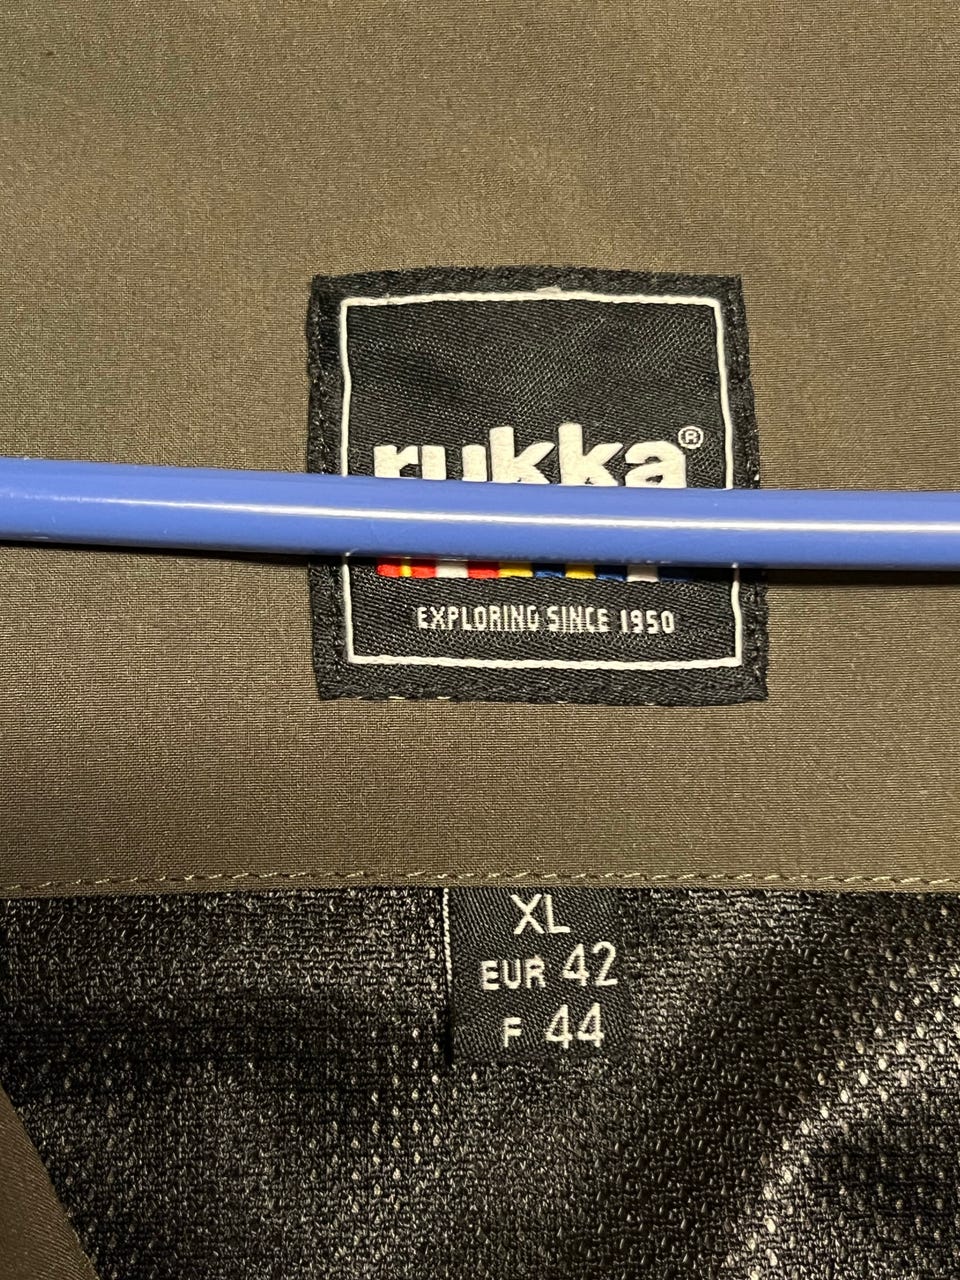 rukka®
EXPLORING SINCE 1950
XL
EUR 42
F 44